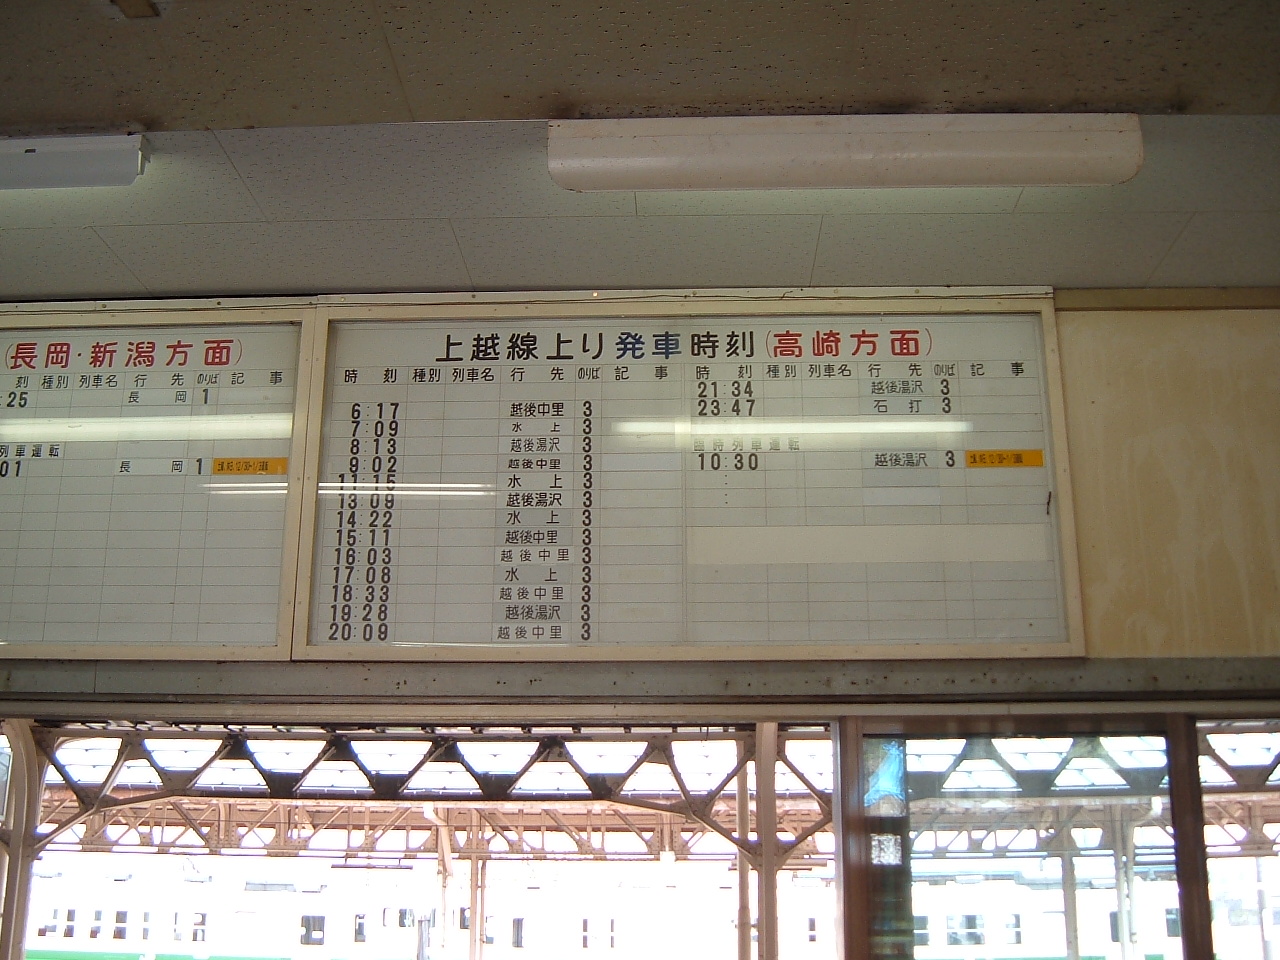 (長岡・新潟方面)
刻 種別 列車名 行先 のりば 記事
:25 長岡 1
列車運転
01 長岡 1
上越線上り発車時刻(高崎方面)
時刻 種別 列車名 行先 のりば 記事
6:17 越後中里 3
7:09 水上 3
8:13 越後湯沢 3
9:02 越後中里 3
11:15 水上 3
13:09 越後湯沢 3
14:22 水上 3
15:11 越後中里 3
16:03 越後中里 3
17:08 水上 3
18:33 越後中里 3
19:28 越後湯沢 3
20:09 越後中里 3
時刻 種別 列車名 行先 のりば 記事
21:34 越後湯沢 3
23:47 石打 3
臨時列車運転
10:30 越後湯沢 3